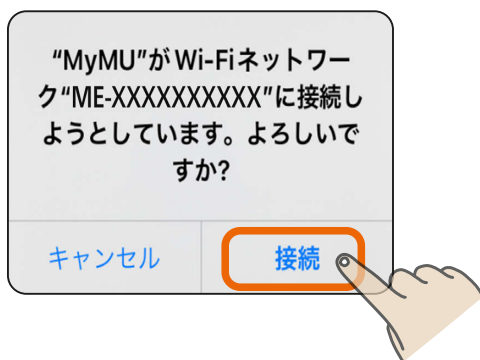 “MyMU”がWi-Fiネットワー
ク“ME-XXXXXXXXXXX”に接続し
ようとしています。よろしいで
すか?
キャンセル
接続